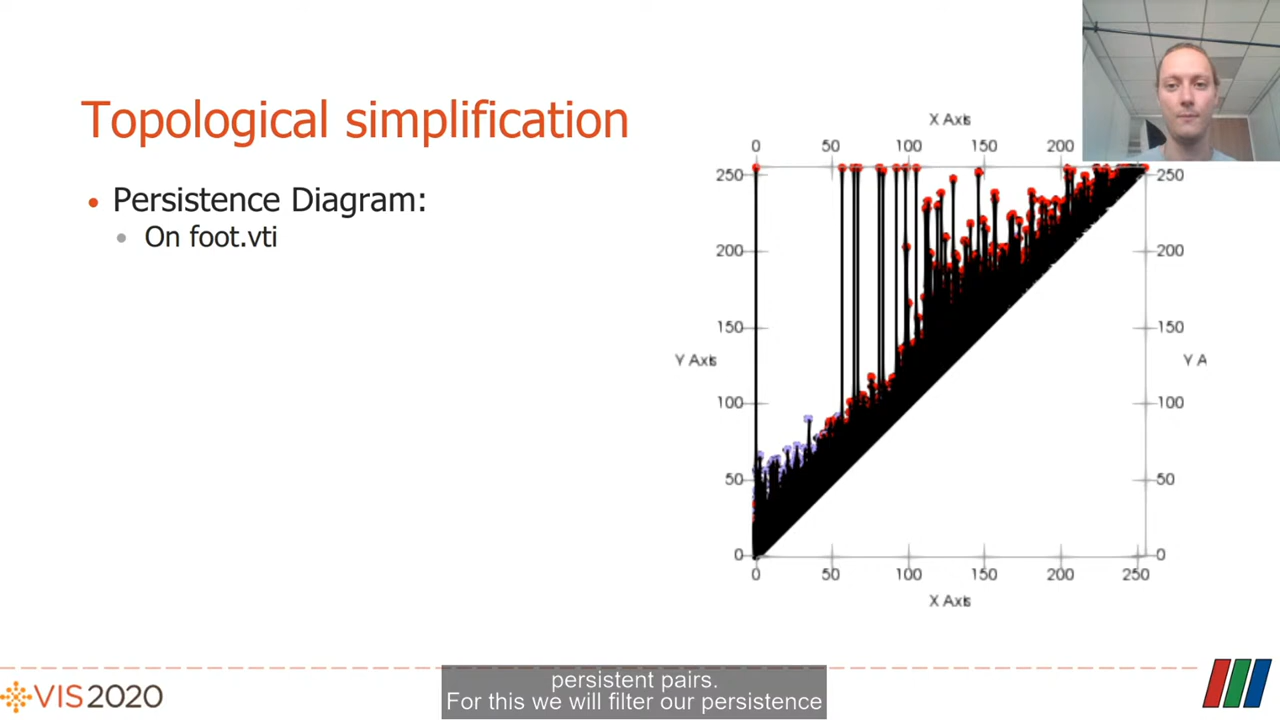 Topological simplification
• Persistence Diagram:
• On foot.vti
X Axis
0 50 100 150 200
250 250
200 200
150 150
Y Axis Y A
100 100
50 50
0 0
0 50 100 150 200 250
X Axis
persistent pairs.
For this we will filter our persistence
VIS2020